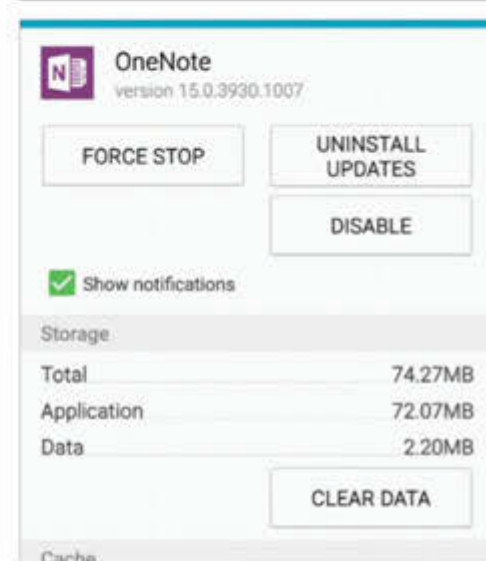 N
OneNote
version 15.0.3930.1007
FORCE STOP
UNINSTALL
UPDATES
DISABLE
Show notifications
Storage
Total 74.27MB
Application 72.07MB
Data 2.20MB
CLEAR DATA
Cache